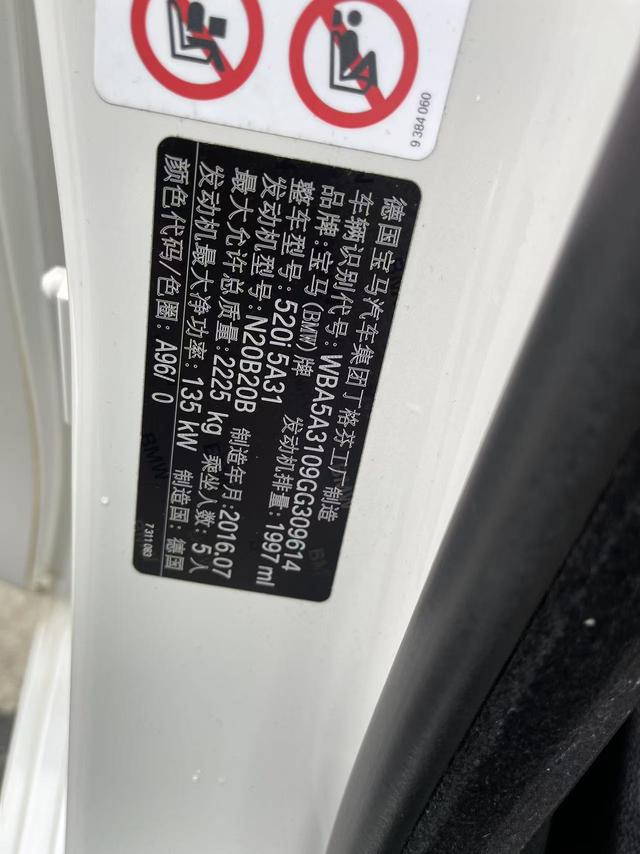 9 384 060
德国宝马汽车集团丁格芬工厂制造
车辆识别代号: WBA5A3109GG309614
品牌: 宝马(BMW)牌 发动机排量: 1997 ml
整车型号: 520i 5A31
发动机型号: N20B20B 制造年月: 2016.07
最大允许总质量: 2225 kg 乘坐人数: 5人
发动机最大净功率: 135 kW 制造国: 德国
颜色代码/色圈: A96/ 0
7 311 083